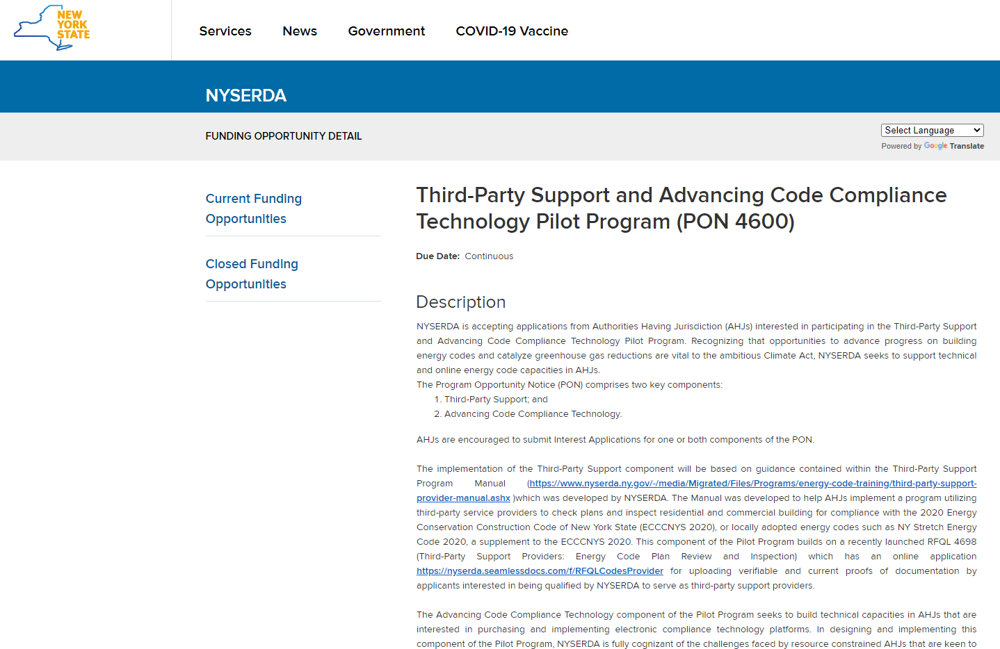 NEW
YORK
STATE
Services News Government COVID-19 Vaccine
NYSERDA
FUNDING OPPORTUNITY DETAIL
Select Language
Powered by Google Translate
Current Funding
Opportunities
Closed Funding
Opportunities
Third-Party Support and Advancing Code Compliance
Technology Pilot Program (PON 4600)
Due Date: Continuous
Description
NYSERDA is accepting applications from Authorities Having Jurisdiction (AHJs) interested in participating in the Third-Party Support
and Advancing Code Compliance Technology Pilot Program. Recognizing that opportunities to advance progress on building
energy codes and catalyze greenhouse gas reductions are vital to the ambitious Climate Act, NYSERDA seeks to support technical
and online energy code capacities in AHJs.
The Program Opportunity Notice (PON) comprises two key components:
1. Third-Party Support; and
2. Advancing Code Compliance Technology.
AHJs are encouraged to submit Interest Applications for one or both components of the PON.
The implementation of the Third-Party Support component will be based on guidance contained within the Third-Party Support
Program Manual (https://www.nyserda.ny.gov/-/media/Migrated/Files/Programs/energy-code-training/third-party-support-
provider-manual.ashx )which was developed by NYSERDA. The Manual was developed to help AHJs implement a program utilizing
third-party service providers to check plans and inspect residential and commercial building for compliance with the 2020 Energy
Conservation Construction Code of New York State (ECCCNYS 2020), or locally adopted energy codes such as NY Stretch Energy
Code 2020, a supplement to the ECCCNYS 2020. This component of the Pilot Program builds on a recently launched RFQL 4698
(Third-Party Support Providers: Energy Code Plan Review and Inspection) which has an online application
https://nyserda.seamlessdocs.com/f/RFQLCodesProvider for uploading verifiable and current proofs of documentation by
applicants interested in being qualified by NYSERDA to serve as third-party support providers.
The Advancing Code Compliance Technology component of the Pilot Program seeks to build technical capacities in AHJs that are
interested in purchasing and implementing electronic compliance technology platforms. In designing and implementing this
component of the Pilot Program, NYSERDA is fully cognizant of the challenges faced by resource constrained AHJs that are keen to